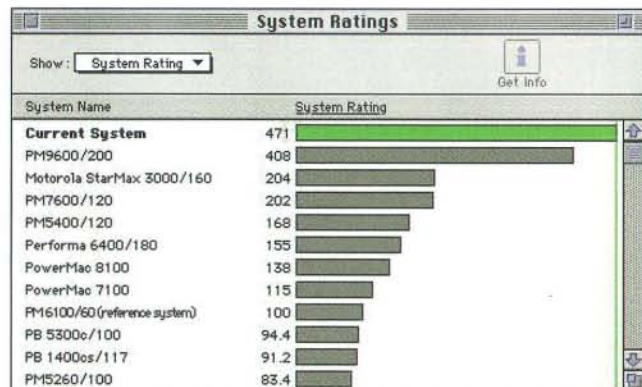 System Ratings
Show: System Rating
Get Info
System Name System Rating
Current System 471
PM9600/200 408
Motorola StarMax 3000/160 204
PM7600/120 202
PM5400/120 168
Performa 6400/180 155
PowerMac 8100 138
PowerMac 7100 115
PM6100/60 (reference system) 100
PB 5300c/100 94.4
PB 1400cs/117 91.2
PM5260/100 83.4